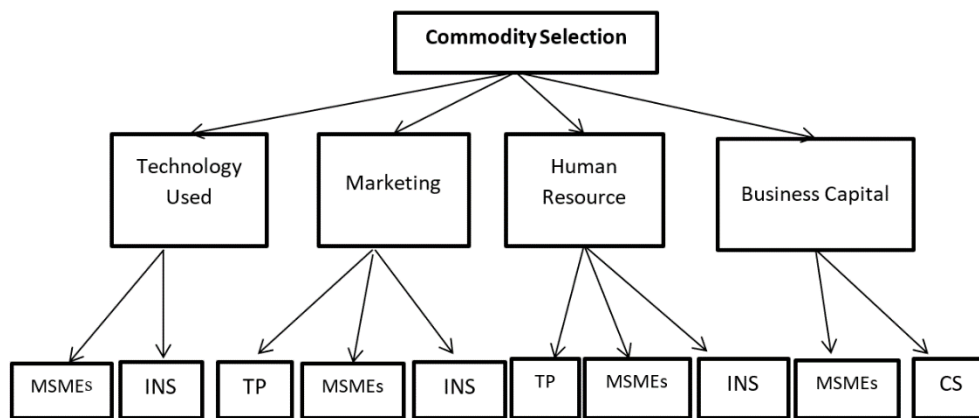 Commodity Selection
Technology
Used
Marketing
Human
Resource
Business Capital
MSMEs
INS
TP
MSMEs
INS
TP
MSMEs
INS
MSMEs
CS